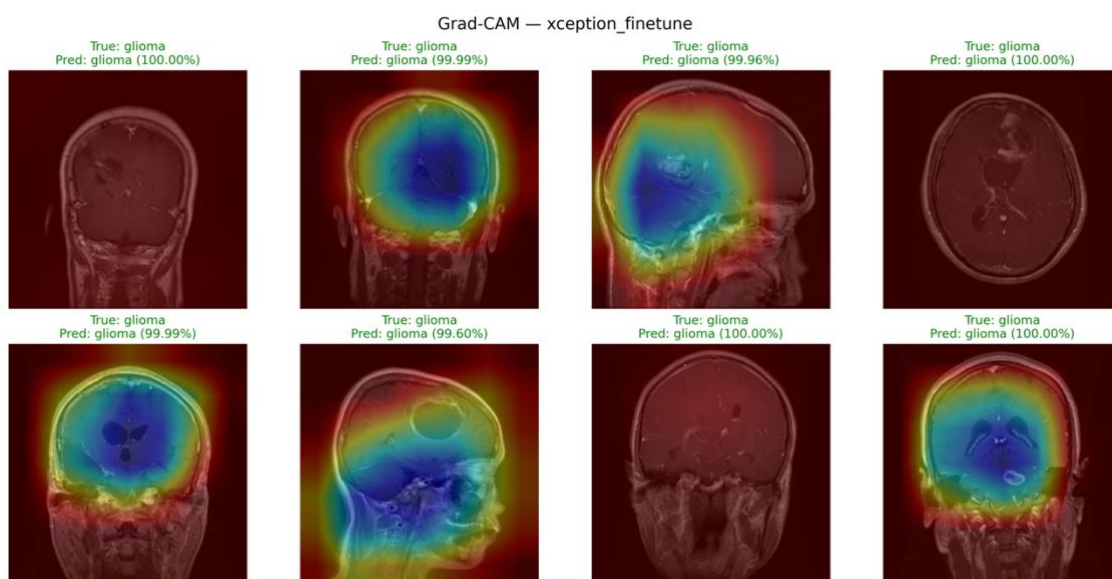 Grad-CAM — xception_finetune
True: glioma
Pred: glioma (100.00%)
True: glioma
Pred: glioma (99.99%)
True: glioma
Pred: glioma (99.96%)
True: glioma
Pred: glioma (100.00%)
True: glioma
Pred: glioma (99.99%)
True: glioma
Pred: glioma (99.60%)
True: glioma
Pred: glioma (100.00%)
True: glioma
Pred: glioma (100.00%)